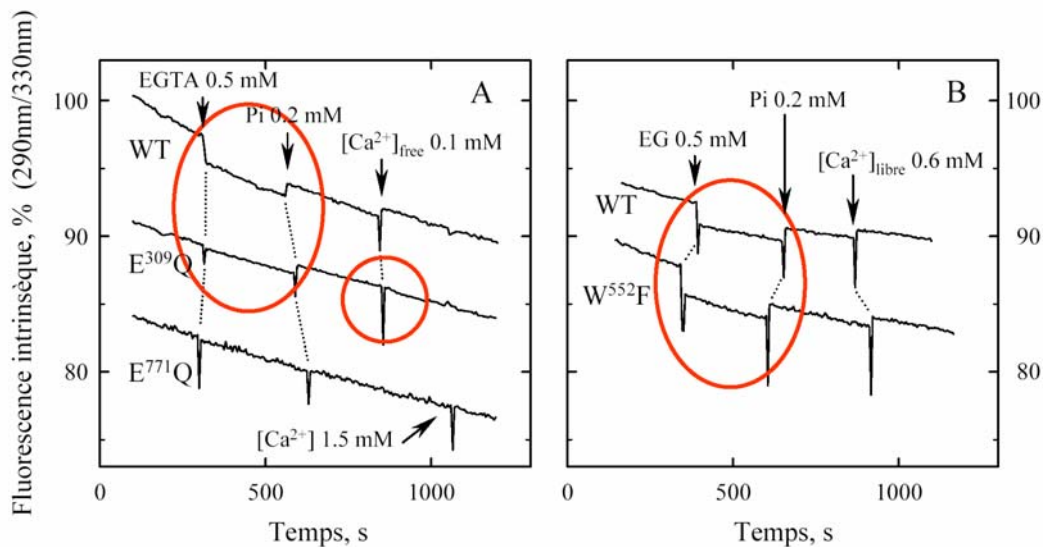 Fluorescence intrinsèque, % (290nm/330nm)
100
90
80
A
EGTA 0.5 mM
Pi 0.2 mM
[Ca²⁺]free 0.1 mM
WT
E³⁰⁹Q
E⁷⁷¹Q
[Ca²⁺] 1.5 mM
0
500
1000
Temps, s
B
Pi 0.2 mM
EG 0.5 mM
[Ca²⁺]libre 0.6 mM
WT
W⁵⁵²F
100
90
80
0
500
1000
Temps, s